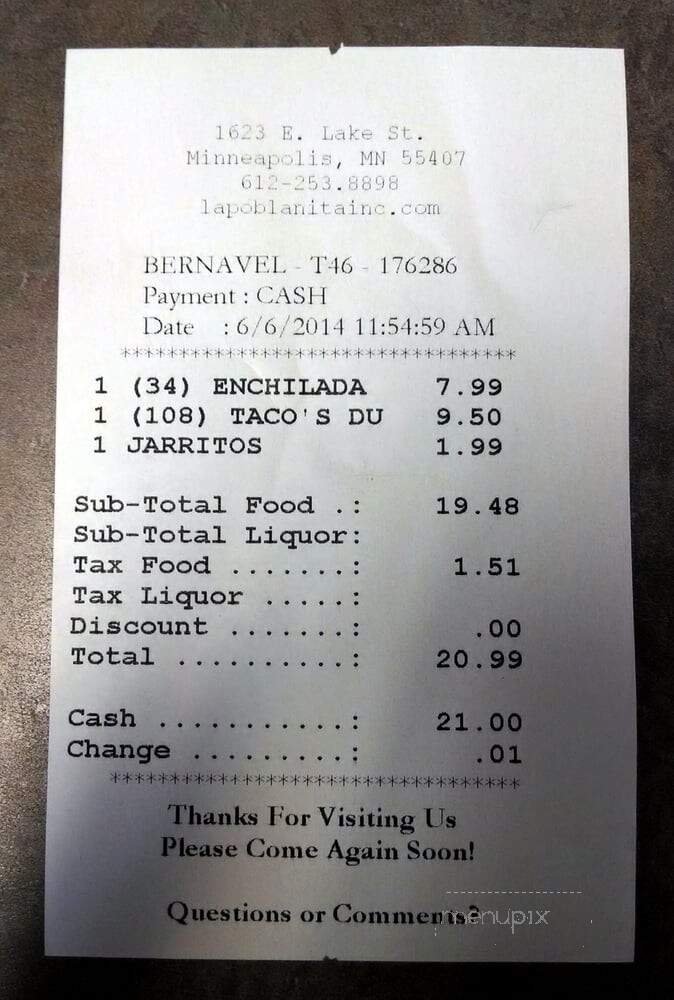 1623 E. Lake St.
Minneapolis, MN 55407
612-253.8898
lapoblanitainc.com
BERNAVEL - T46 - 176286
Payment : CASH
Date : 6/6/2014 11:54:59 AM
*********************************
1 (34) ENCHILADA 7.99
1 (108) TACO'S DU 9.50
1 JARRITOS 1.99
Sub-Total Food .: 19.48
Sub-Total Liquor:
Tax Food .......: 1.51
Tax Liquor .....:
Discount .......: .00
Total ..........: 20.99
Cash ...........: 21.00
Change .........: .01
*********************************
Thanks For Visiting Us
Please Come Again Soon!
Questions or Comments?
menupix